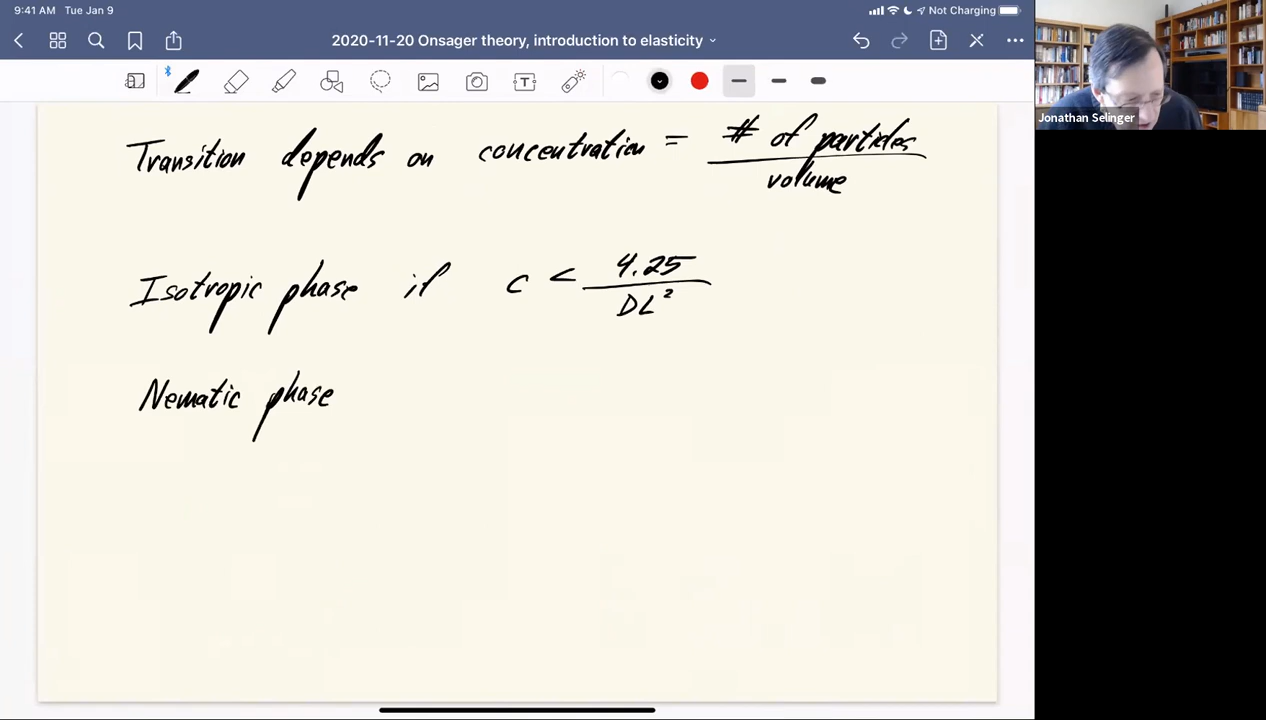 9:41 AM Tue Jan 9
Not Charging
2020-11-20 Onsager theory, introduction to elasticity
T
Jonathan Selinger
Transition depends on concentration = # of particles / volume
Isotropic phase if c < 4.25 / DL²
Nematic phase